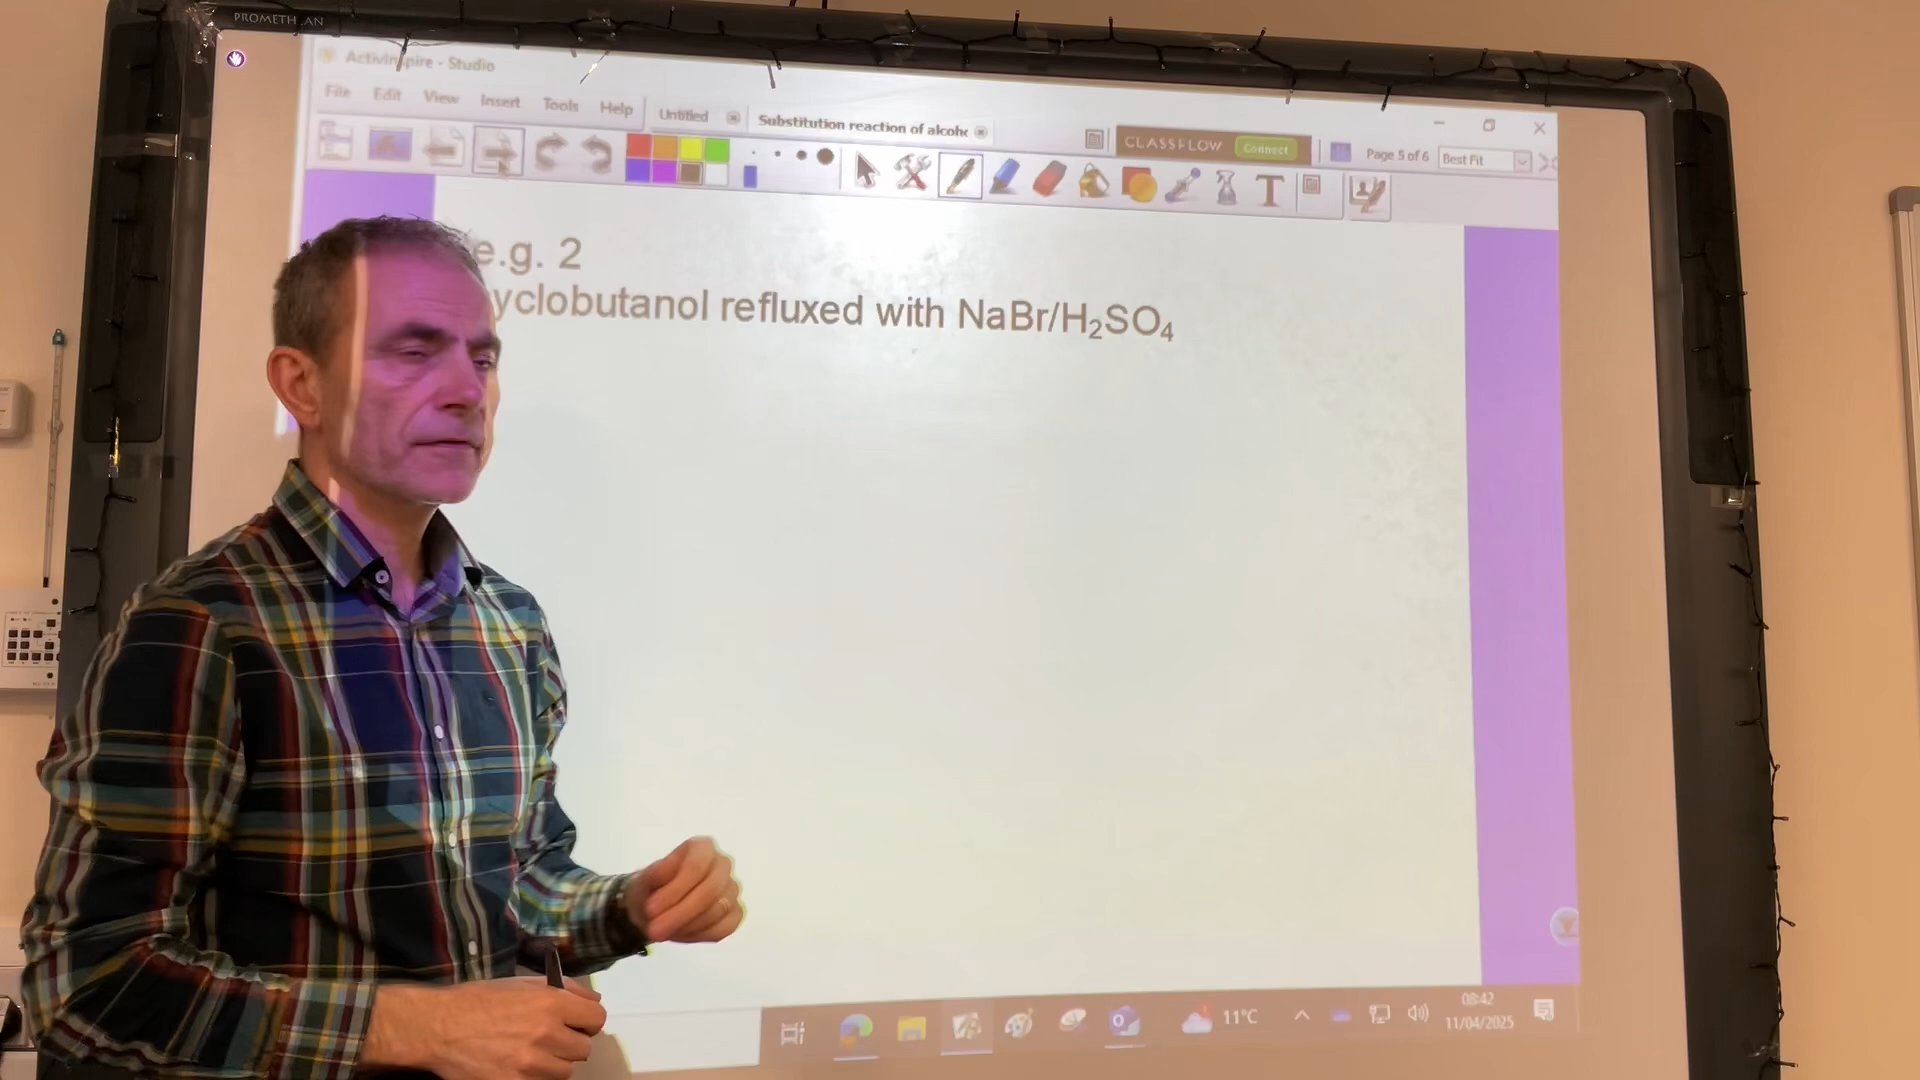 PROMETHEAN
ActivInspire - Studio
File Edit View Insert Tools Help
Untitled
Substitution reaction of alcoho
CLASSFLOW Connect
Page 5 of 6 Best Fit
T
e.g. 2
yclobutanol refluxed with NaBr/H₂SO₄
11°C
08:42
11/04/2025